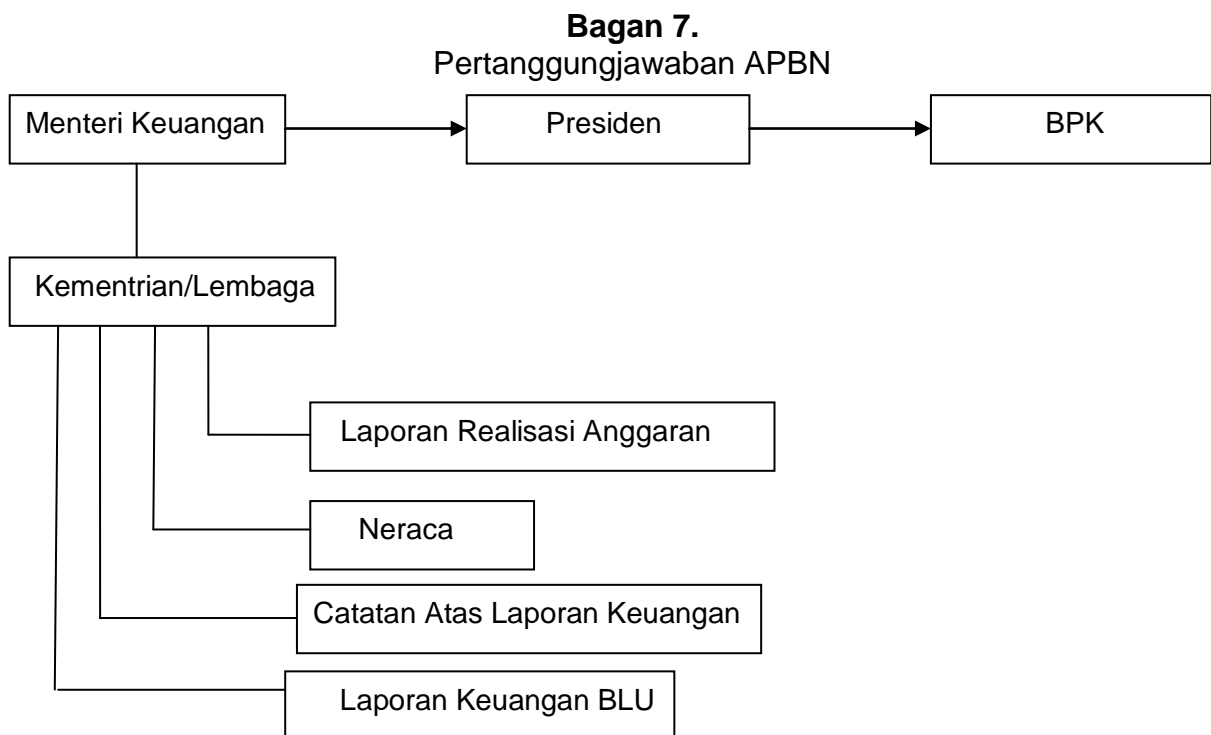 Bagan 7.
Pertanggungjawaban APBN
Menteri Keuangan
Presiden
BPK
Kementrian/Lembaga
Laporan Realisasi Anggaran
Neraca
Catatan Atas Laporan Keuangan
Laporan Keuangan BLU